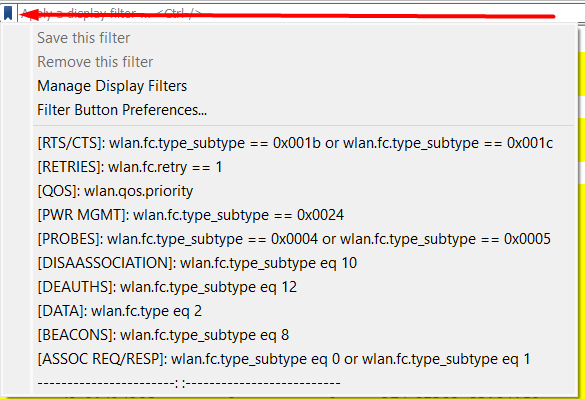 Apply a display filter ... <Ctrl-/>
Save this filter
Remove this filter
Manage Display Filters
Filter Button Preferences...
[RTS/CTS]: wlan.fc.type_subtype == 0x001b or wlan.fc.type_subtype == 0x001c
[RETRIES]: wlan.fc.retry == 1
[QOS]: wlan.qos.priority
[PWR MGMT]: wlan.fc.type_subtype == 0x0024
[PROBES]: wlan.fc.type_subtype == 0x0004 or wlan.fc.type_subtype == 0x0005
[DISAASSOCIATION]: wlan.fc.type_subtype eq 10
[DEAUTHS]: wlan.fc.type_subtype eq 12
[DATA]: wlan.fc.type eq 2
[BEACONS]: wlan.fc.type_subtype eq 8
[ASSOC REQ/RESP]: wlan.fc.type_subtype eq 0 or wlan.fc.type_subtype eq 1
-----------------------: :--------------------------